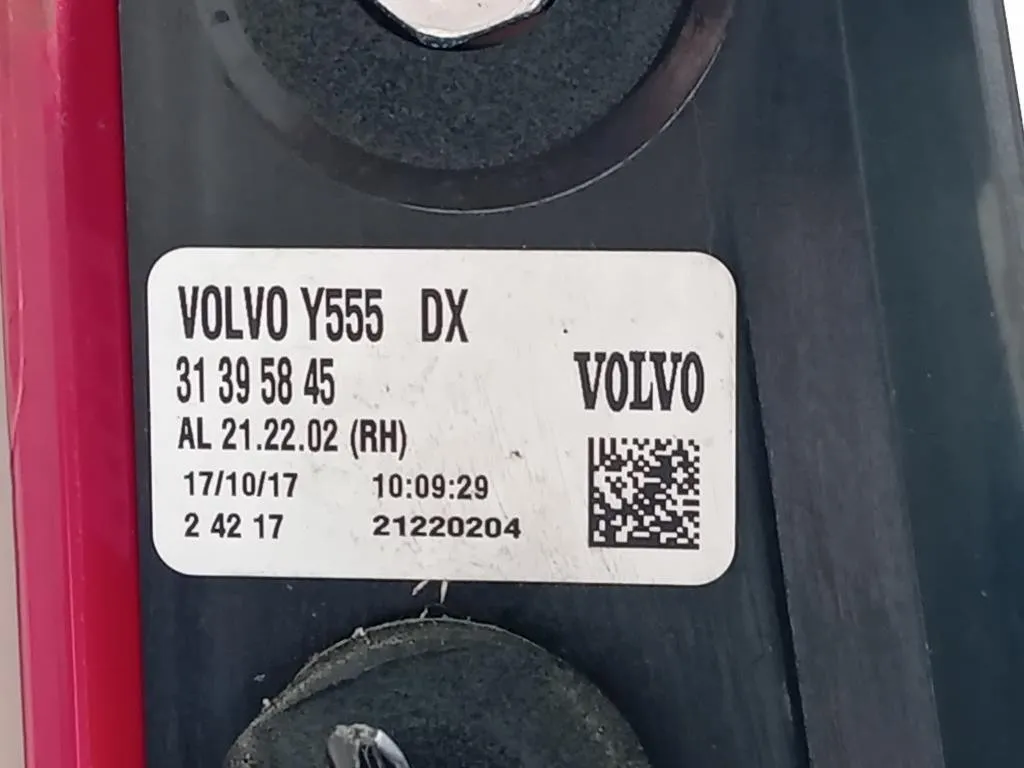 VOLVO Y555 DX
31 39 58 45
VOLVO
AL 21.22.02 (RH)
17/10/17 10:09:29
2 42 17 21220204